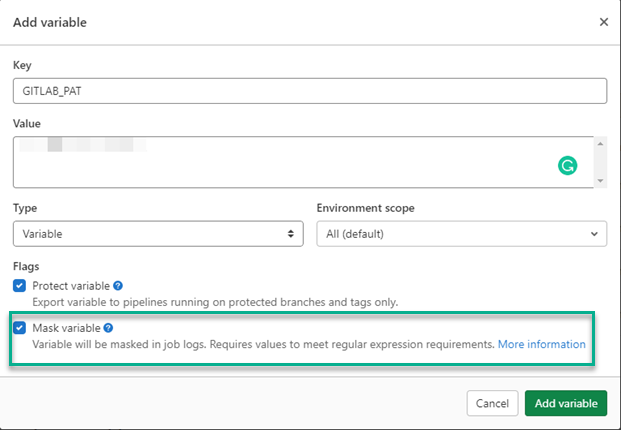 Add variable
Key
GITLAB_PAT
Value
Type
Environment scope
Variable
All (default)
Flags
Protect variable
Export variable to pipelines running on protected branches and tags only.
Mask variable
Variable will be masked in job logs. Requires values to meet regular expression requirements. More information
Cancel
Add variable